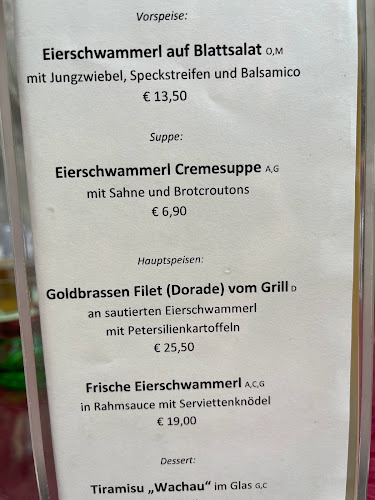 Vorspeise:
Eierschwammerl auf Blattsalat O,M
mit Jungzwiebel, Speckstreifen und Balsamico
€ 13,50
Suppe:
Eierschwammerl Cremesuppe A,G
mit Sahne und Brotcroutons
€ 6,90
Hauptspeisen:
Goldbrassen Filet (Dorade) vom Grill D
an sautierten Eierschwammerl
mit Petersilienkartoffeln
€ 25,50
Frische Eierschwammerl A,C,G
in Rahmsauce mit Serviettenknödel
€ 19,00
Dessert:
Tiramisu „Wachau“ im Glas G,C